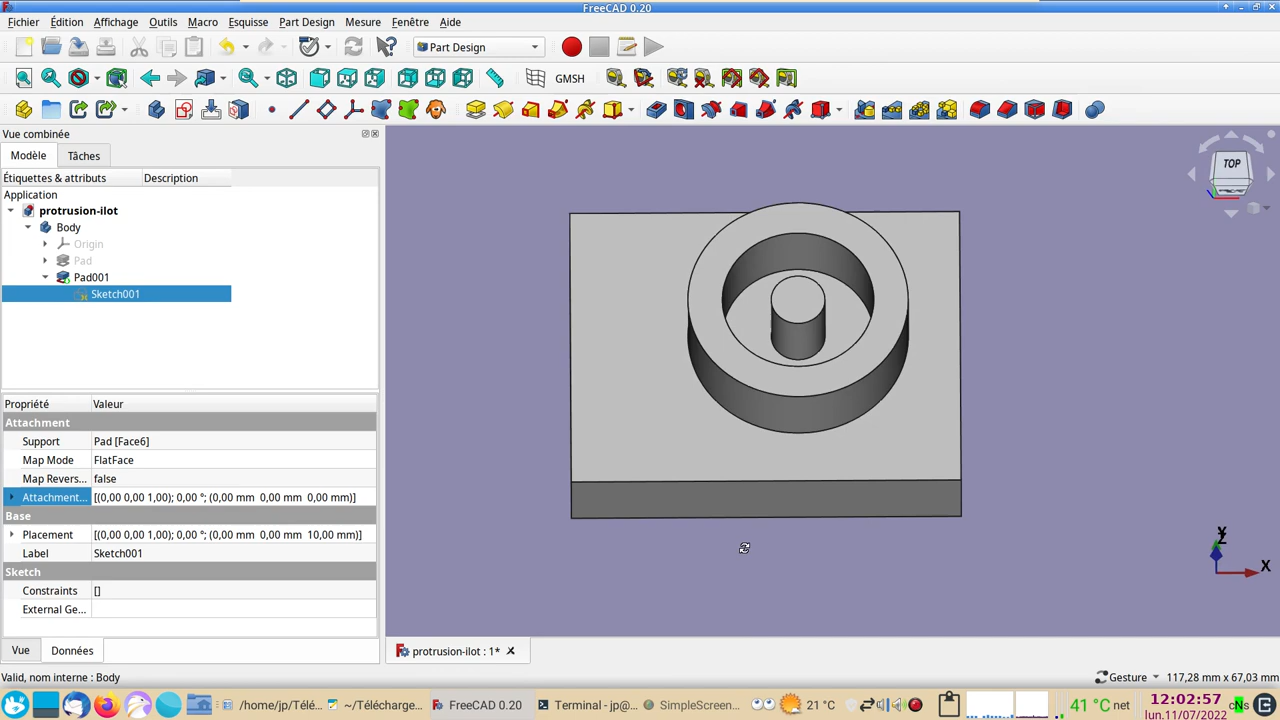 FreeCAD 0.20
Fichier Édition Affichage Outils Macro Esquisse Part Design Mesure Fenêtre Aide
Part Design
GMSH
Vue combinée
Modèle Tâches
Étiquettes & attributs Description
Application
protrusion-ilot
Body
Origin
Pad
Pad001
Sketch001
Propriété Valeur
Attachment
Support Pad [Face6]
Map Mode FlatFace
Map Revers... false
Attachment... [(0,00 0,00 1,00); 0,00 °; (0,00 mm 0,00 mm 0,00 mm)]
Base
Placement [(0,00 0,00 1,00); 0,00 °; (0,00 mm 0,00 mm 10,00 mm)]
Label Sketch001
Sketch
Constraints []
External Ge...
Vue Données
TOP
Y
Z
X
protrusion-ilot : 1*
Valid, nom interne : Body
Gesture 117,28 mm x 67,03 mm
/home/jp/Télé... ~/Télécharge... FreeCAD 0.20 Terminal - jp@... SimpleScreen... 21 °C 41 °C net 12:02:57
lun.11/07/2022
cNs